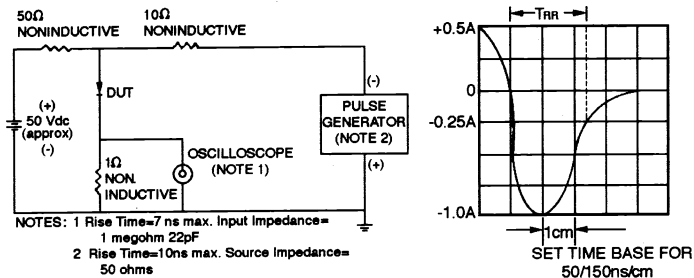 50Ω
NONINDUCTIVE
10Ω
NONINDUCTIVE
DUT
(+)
50 Vdc
(approx)
(-)
1Ω
NON.
INDUCTIVE
OSCILLOSCOPE
(NOTE 1)
(-)
PULSE
GENERATOR
(NOTE 2)
(+)
NOTES: 1 Rise Time=7 ns max. Input Impedance=
1 megohm 22pF
2 Rise Time=10ns max. Source Impedance=
50 ohms
TRR
+0.5A
0
-0.25A
-1.0A
1cm
SET TIME BASE FOR
50/150ns/cm